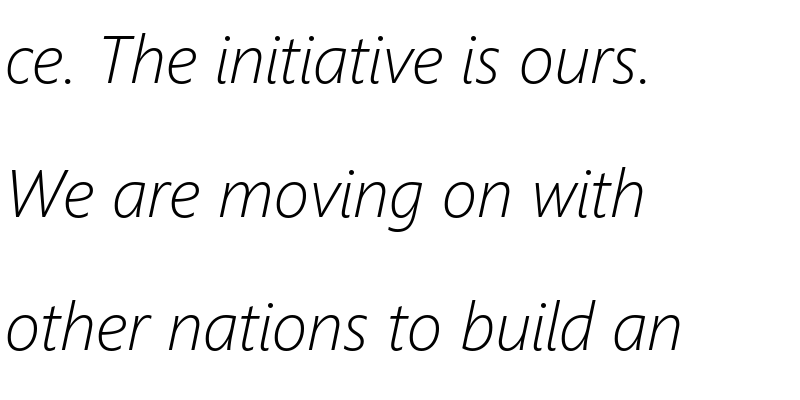 ce. The initiative is ours.
We are moving on with
other nations to build an